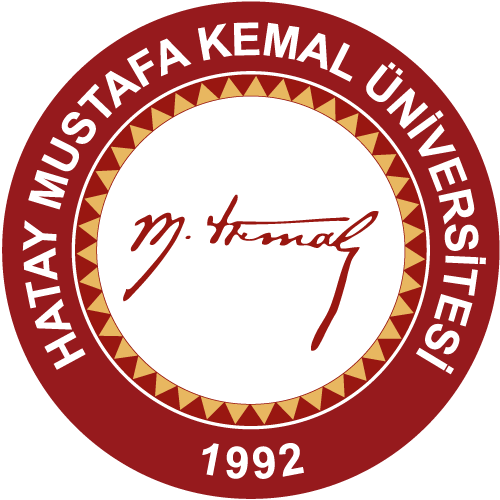 HATAY MUSTAFA KEMAL ÜNİVERSİTESİ
M. Kemal
1992